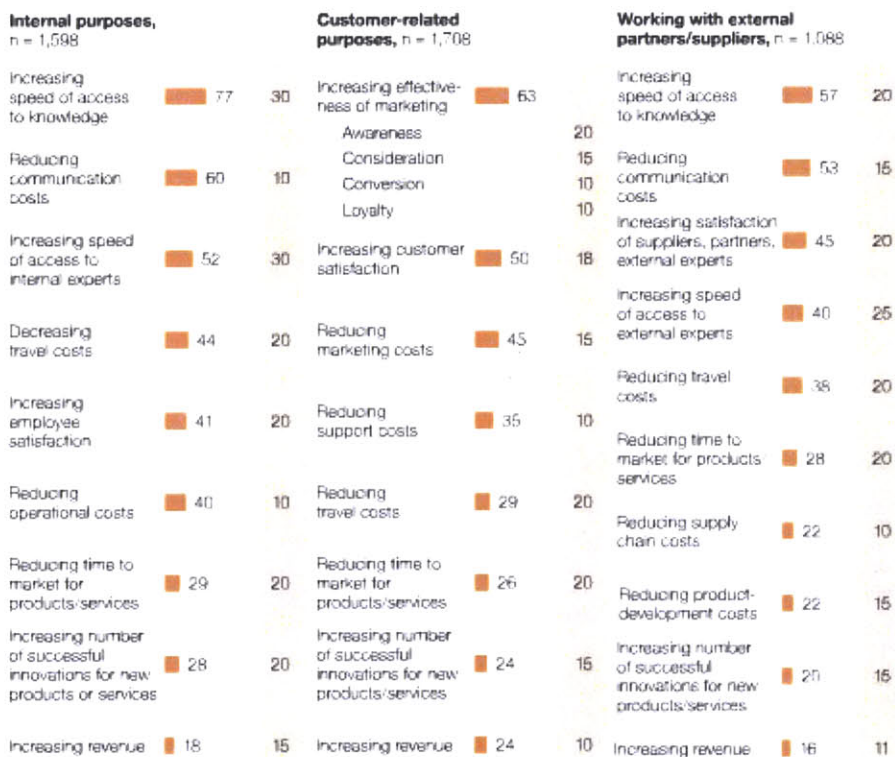 Internal purposes,
n = 1,598
Increasing
speed of access
to knowledge
77 30
Reducing
communication
costs
60 10
Increasing speed
of access to
internal experts
52 30
Decreasing
travel costs
44 20
Increasing
employee
satisfaction
41 20
Reducing
operational costs
40 10
Reducing time to
market for
products/services
29 20
Increasing number
of successful
innovations for new
products or services
28 20
Increasing revenue 18 15
Customer-related
purposes, n = 1,708
Increasing effective-
ness of marketing
63
Awareness 20
Consideration 15
Conversion 10
Loyalty 10
Increasing customer
satisfaction
50 18
Reducing
marketing costs
45 15
Reducing
support costs
35 10
Reducing
travel costs
29 20
Reducing time to
market for
products/services
26 20
Increasing number
of successful
innovations for new
products/services
24 15
Increasing revenue 24 10
Working with external
partners/suppliers, n = 1,088
Increasing
speed of access
to knowledge
57 20
Reducing
communication
costs
53 15
Increasing satisfaction
of suppliers, partners,
external experts
45 20
Increasing speed
of access to
external experts
40 25
Reducing travel
costs
38 20
Reducing time to
market for products
services
28 20
Reducing supply
chain costs
22 10
Reducing product-
development costs
22 15
Increasing number
of successful
innovations for new
products/services
20 15
Increasing revenue 16 11